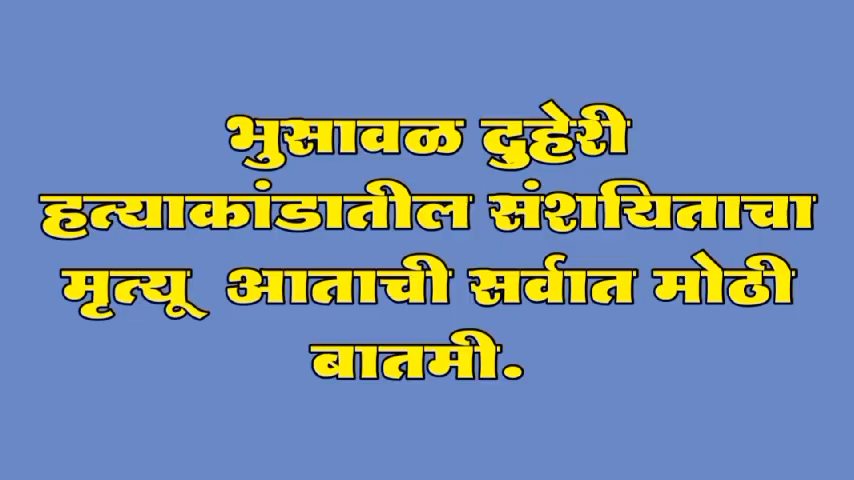 भुसावळ दुहेरी
हत्याकांडातील संशयिताचा
मृत्यू आताची सर्वात मोठी
बातमी.